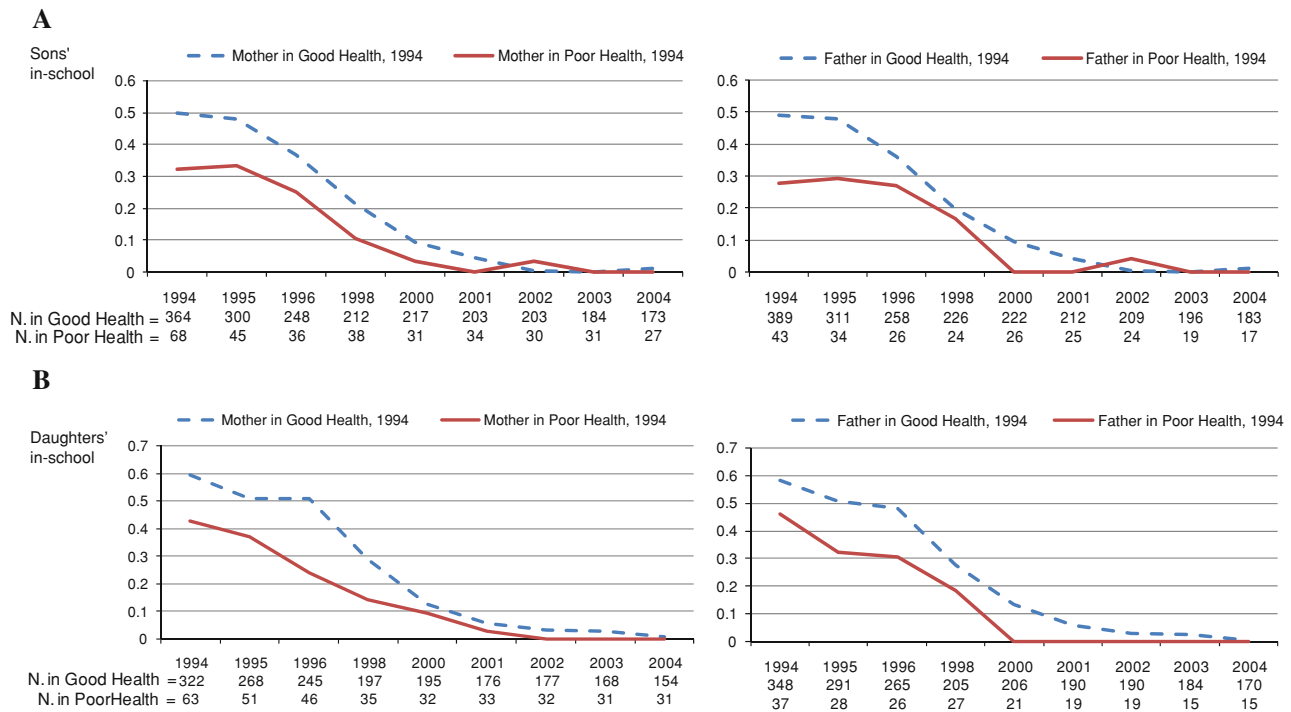 A
Sons'
in-school
Mother in Good Health, 1994 Mother in Poor Health, 1994
0.6
0.5
0.4
0.3
0.2
0.1
0
1994 1995 1996 1998 2000 2001 2002 2003 2004
N. in Good Health = 364 300 248 212 217 203 203 184 173
N. in Poor Health = 68 45 36 38 31 34 30 31 27
Father in Good Health, 1994 Father in Poor Health, 1994
0.6
0.5
0.4
0.3
0.2
0.1
0
1994 1995 1996 1998 2000 2001 2002 2003 2004
389 311 258 226 222 212 209 196 183
43 34 26 24 26 25 24 19 17
B
Daughters'
in-school
Mother in Good Health, 1994 Mother in Poor Health, 1994
0.7
0.6
0.5
0.4
0.3
0.2
0.1
0
1994 1995 1996 1998 2000 2001 2002 2003 2004
N. in Good Health =322 268 245 197 195 176 177 168 154
N. in PoorHealth = 63 51 46 35 32 33 32 31 31
Father in Good Health, 1994 Father in Poor Health, 1994
0.7
0.6
0.5
0.4
0.3
0.2
0.1
0
1994 1995 1996 1998 2000 2001 2002 2003 2004
348 291 265 205 206 190 190 184 170
37 28 26 27 21 19 19 15 15